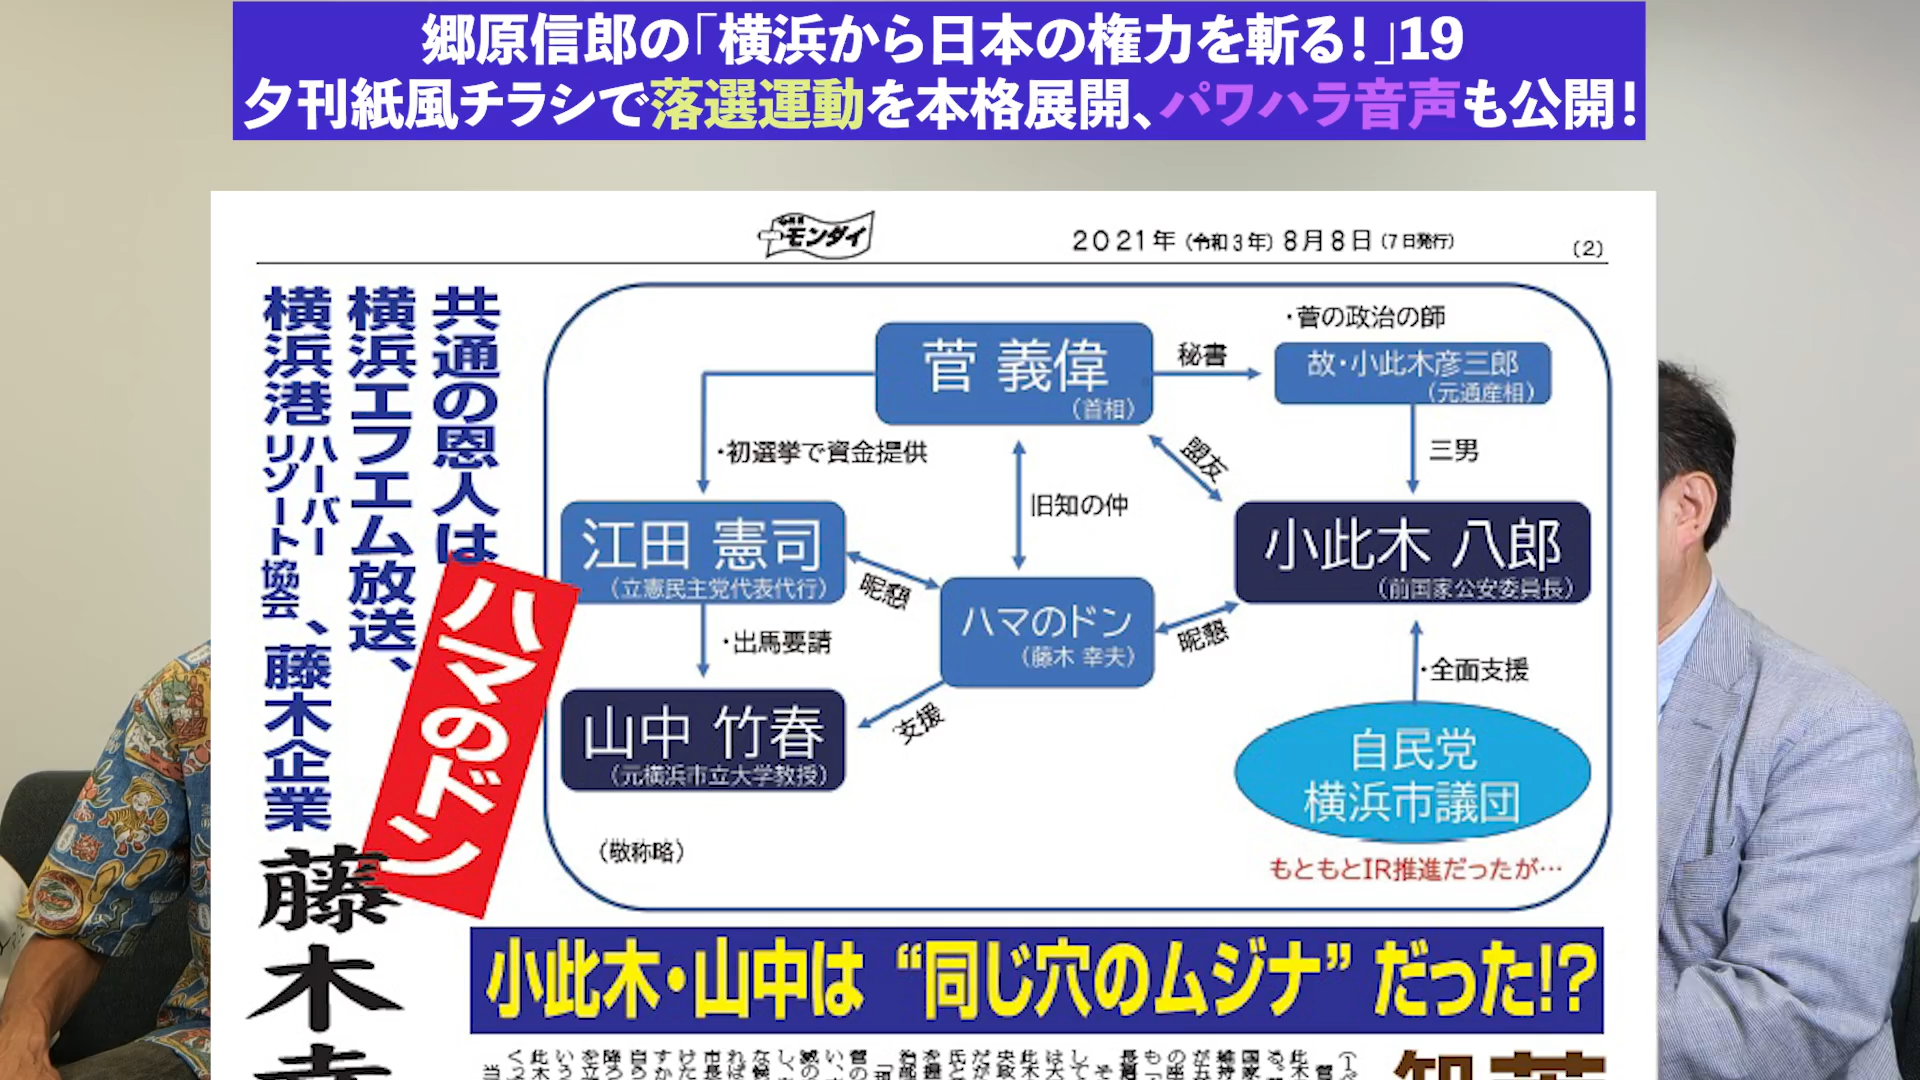 郷原信郎の「横浜から日本の権力を斬る！」19
夕刊紙風チラシで落選運動を本格展開、パワハラ音声も公開！
モンダイ
2021年（令和3年）8月8日（7日発行）
（2）
共通の恩人は
横浜エフエム放送、
横浜港ハーバーリゾート協会、藤木企業
ハマのドン
藤木幸
菅 義偉
（首相）
秘書
・菅の政治の師
故・小此木彦三郎
（元通産相）
・初選挙で資金提供
旧知の仲
盟友
三男
江田 憲司
（立憲民主党代表代行）
昵懇
ハマのドン
（藤木 幸夫）
昵懇
小此木 八郎
（前国家公安委員長）
・出馬要請
支援
・全面支援
山中 竹春
（元横浜市立大学教授）
自民党
横浜市議団
もともとIR推進だったが…
（敬称略）
小此木・山中は“同じ穴のムジナ”だった!?